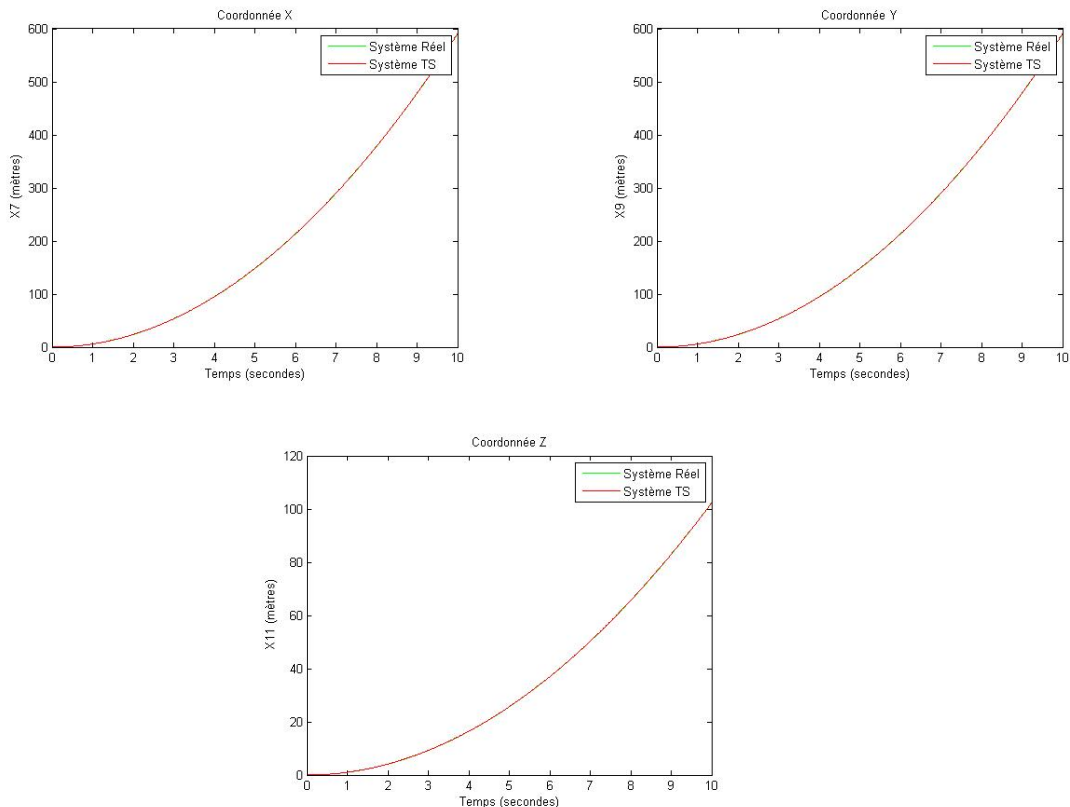 Coordonnée X
600
500
400
300
200
100
0
X7 (mètres)
Système Réel
Système TS
0 1 2 3 4 5 6 7 8 9 10
Temps (secondes)
Coordonnée Y
600
500
400
300
200
100
0
X9 (mètres)
Système Réel
Système TS
0 1 2 3 4 5 6 7 8 9 10
Temps (secondes)
Coordonnée Z
120
100
80
60
40
20
0
X11 (mètres)
Système Réel
Système TS
0 1 2 3 4 5 6 7 8 9 10
Temps (secondes)